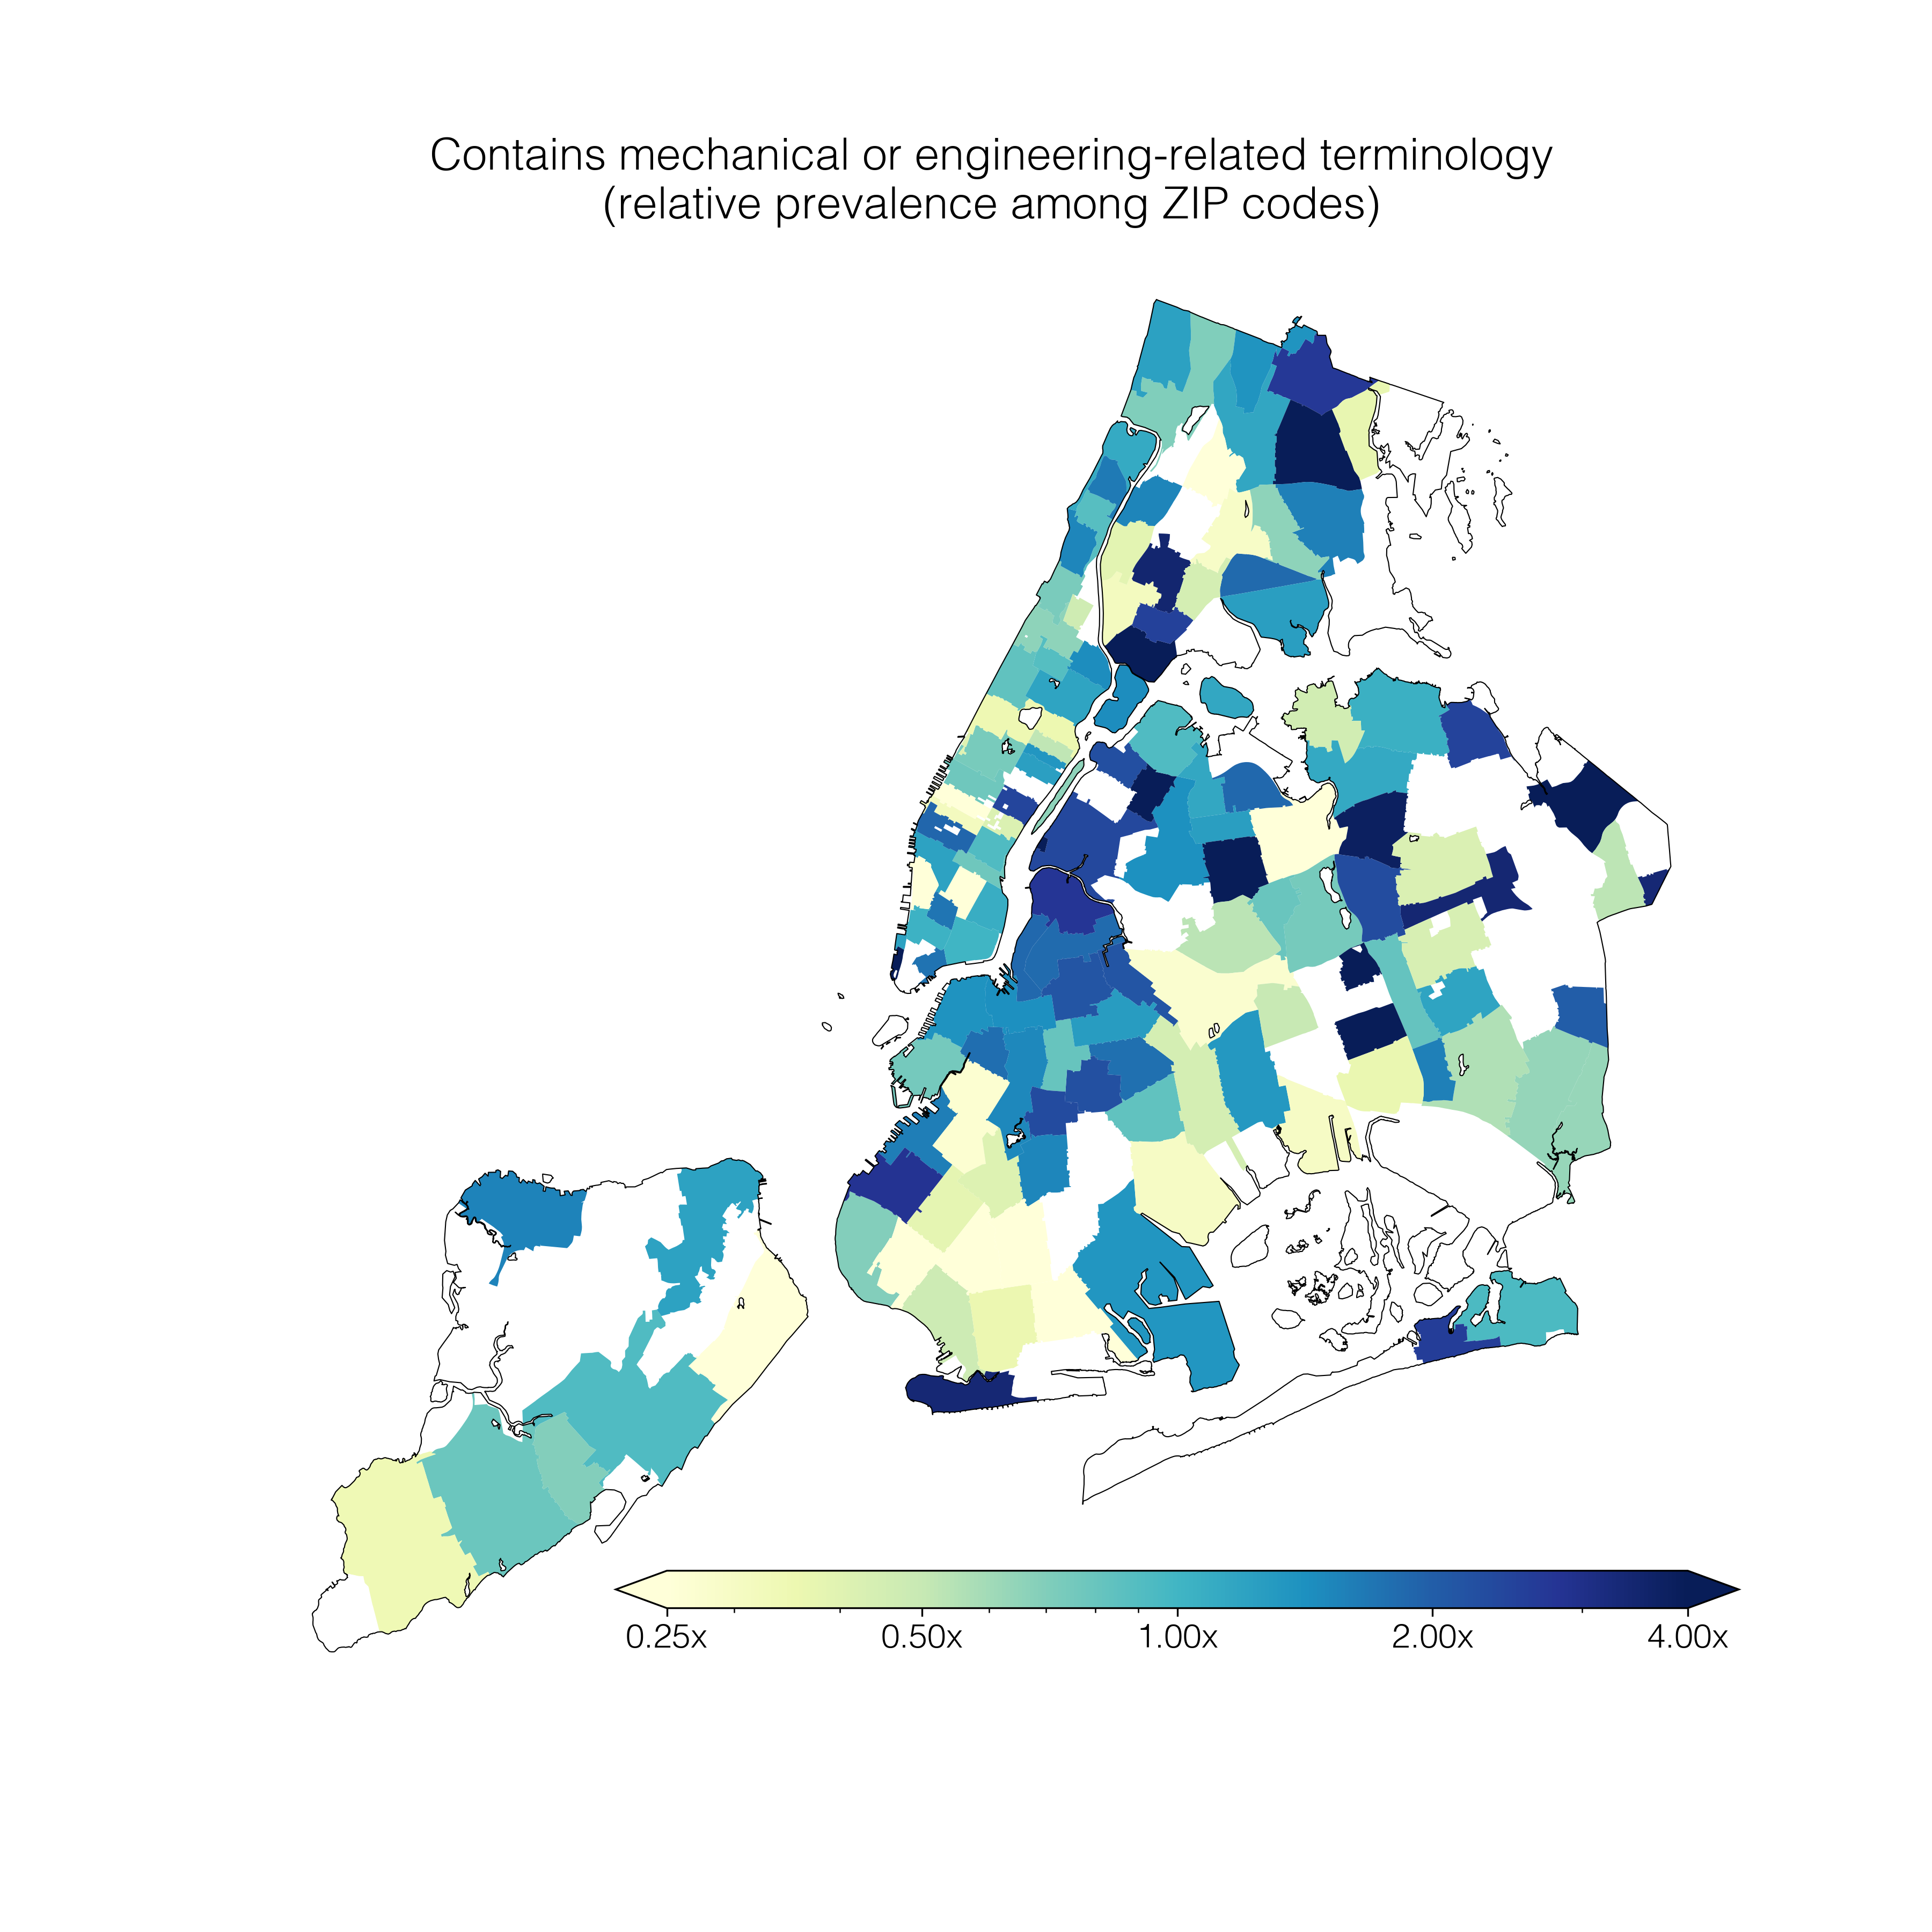 Contains mechanical or engineering-related terminology
(relative prevalence among ZIP codes)
0.25x 0.50x 1.00x 2.00x 4.00x